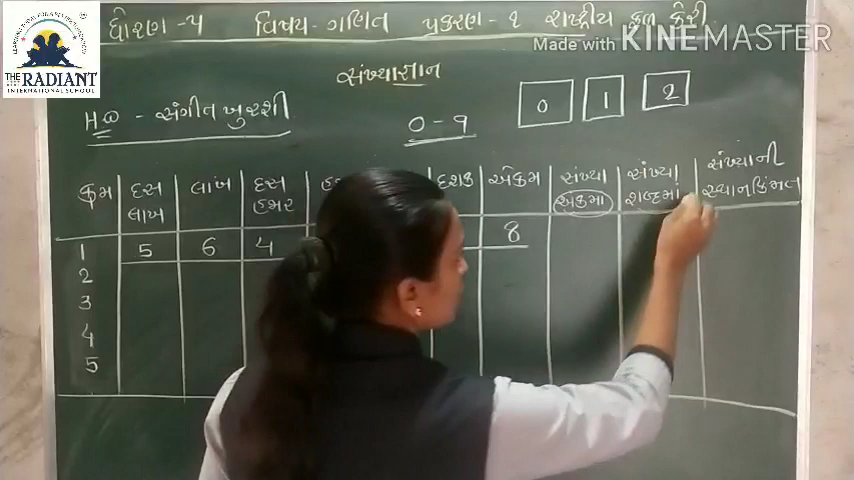 ધોરણ -૫ વિષય- ગણિત પ્રકરણ - ૧ રાષ્ટ્રીય ફળ કેરી
Made with KINEMASTER
THE RADIANT
INTERNATIONAL SCHOOL
સંખ્યાજ્ઞાન
H.W - સંગીત ખુરશી
0 - ૧
0 1 2
ક્રમ દસ લાખ લાખ દસ હજાર દશક એકમ સંખ્યા અંકમા સંખ્યા શબ્દમાં સંખ્યાની સ્થાનકિંમત
1 5 6 4 8
2
3
4
5